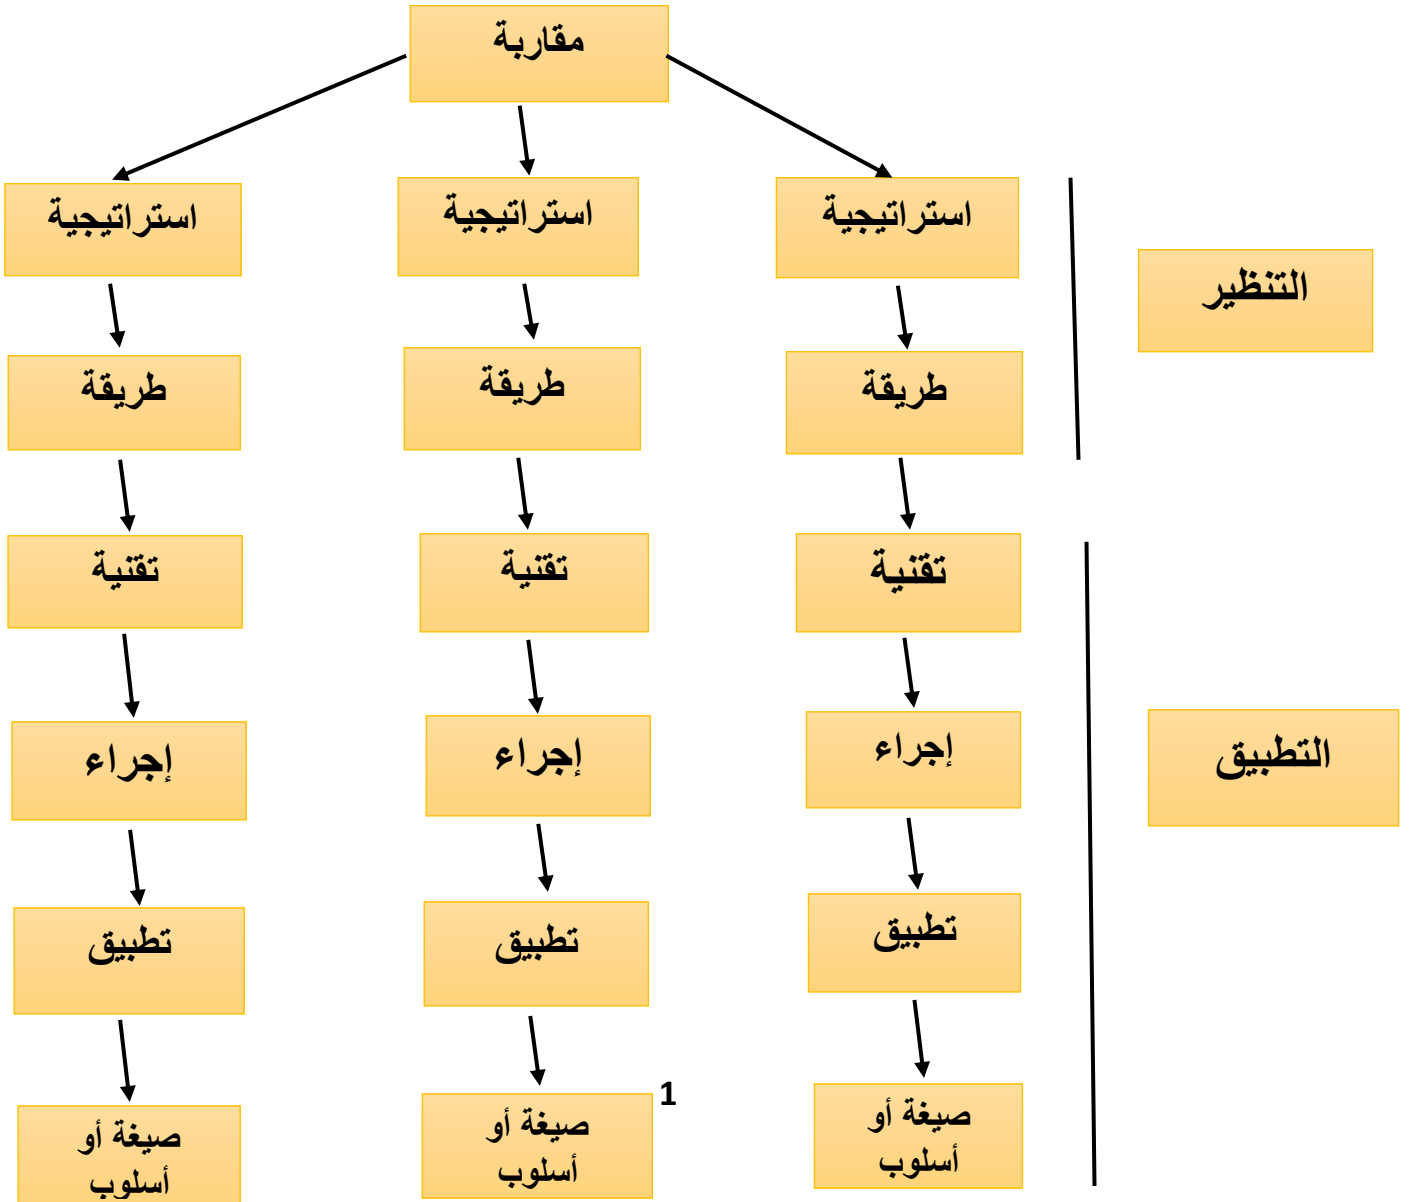 مقاربة
استراتيجية
استراتيجية
استراتيجية
التنظير
طريقة
طريقة
طريقة
تقنية
تقنية
تقنية
إجراء
إجراء
إجراء
التطبيق
تطبيق
تطبيق
تطبيق
صيغة أو
أسلوب
1
صيغة أو
أسلوب
صيغة أو
أسلوب